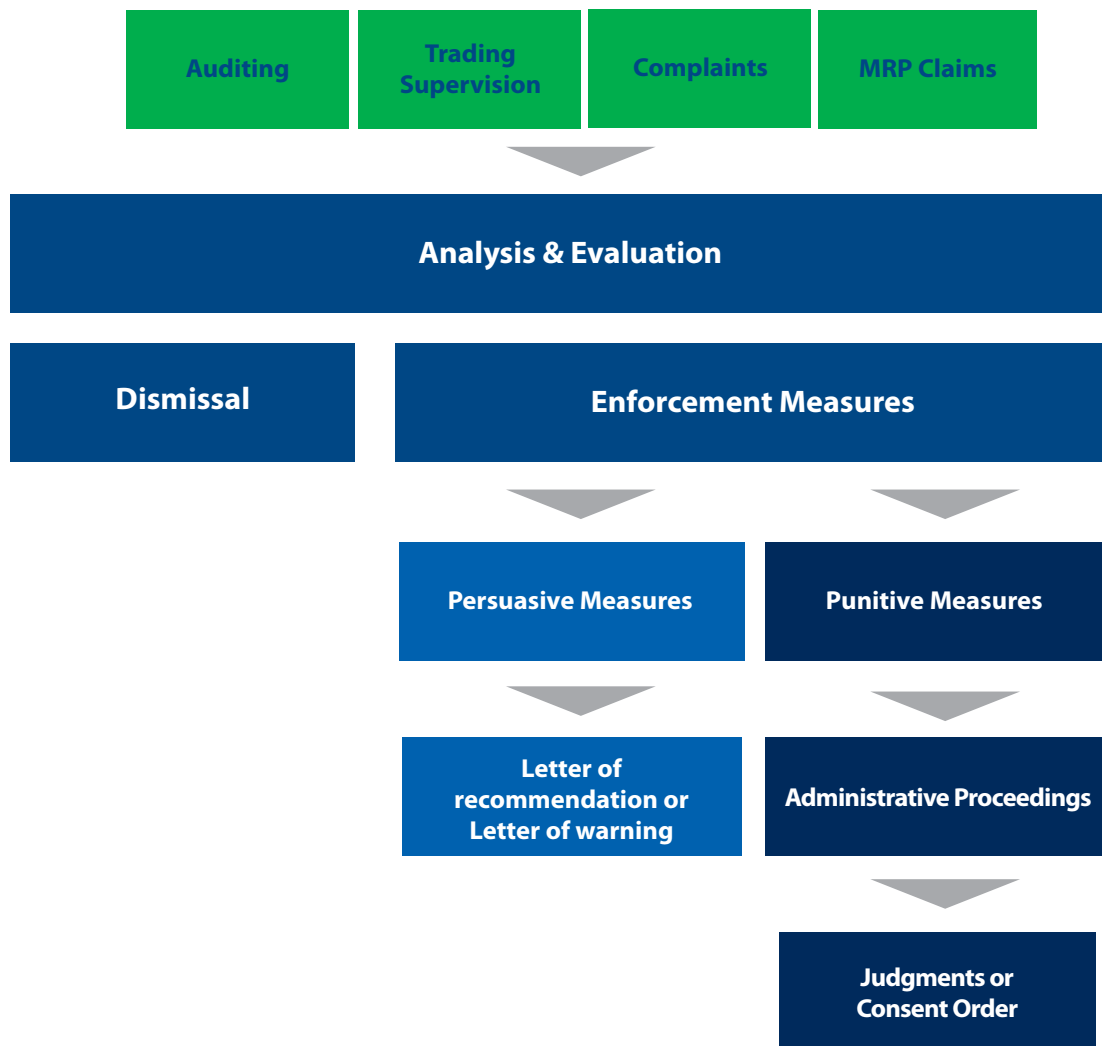 Auditing
Trading
Supervision
Complaints
MRP Claims
Analysis & Evaluation
Dismissal
Enforcement Measures
Persuasive Measures
Punitive Measures
Letter of
recommendation or
Letter of warning
Administrative Proceedings
Judgments or
Consent Order